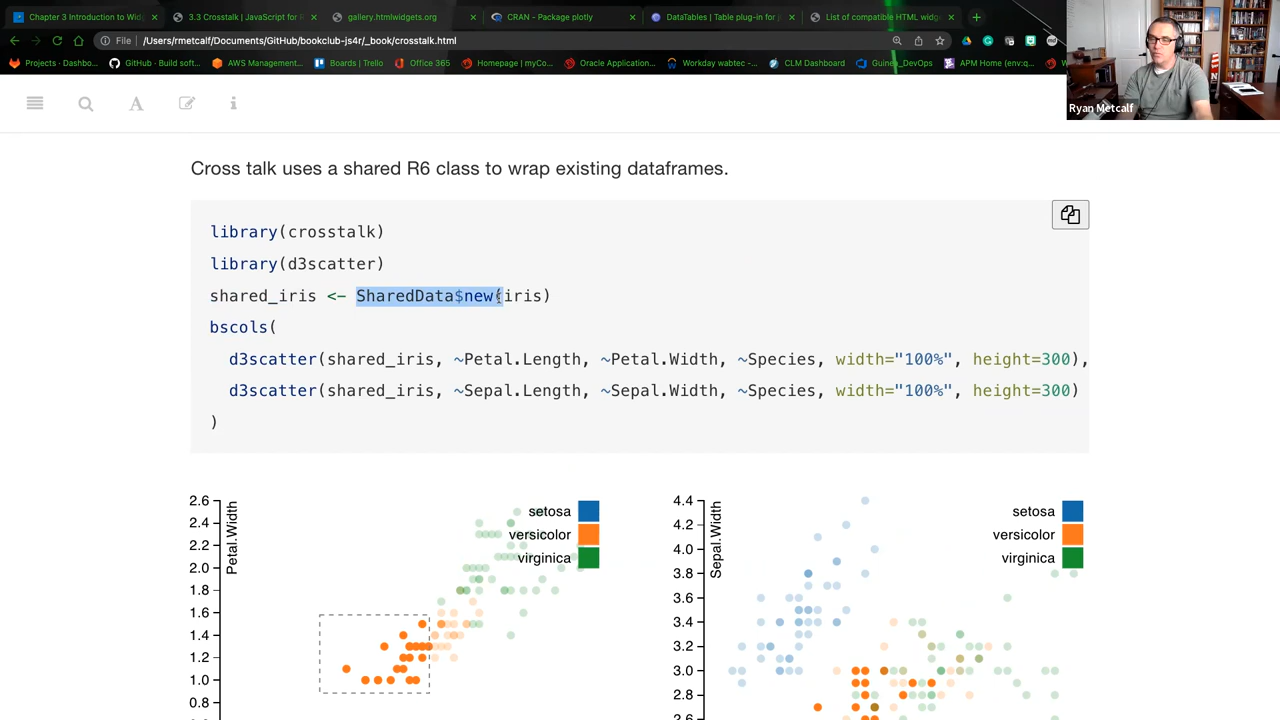 Chapter 3 Introduction to Wid
3.3 Crosstalk | JavaScript for R
gallery.htmlwidgets.org
CRAN - Package plotly
DataTables | Table plug-in for j
List of compatible HTML widg
File
/Users/rmetcalf/Documents/GitHub/bookclub-js4r/_book/crosstalk.html
Projects · Dashbo...
GitHub · Build soft...
AWS Management...
Boards | Trello
Office 365
Homepage | myCo...
Oracle Application...
Workday wabtec -...
CLM Dashboard
Guine_DevOps
APM Home (env:q...
Ryan Metcalf
Cross talk uses a shared R6 class to wrap existing dataframes.
library(crosstalk)
library(d3scatter)
shared_iris <- SharedData$new(iris)
bscols(
d3scatter(shared_iris, ~Petal.Length, ~Petal.Width, ~Species, width="100%", height=300),
d3scatter(shared_iris, ~Sepal.Length, ~Sepal.Width, ~Species, width="100%", height=300)
)
2.6
2.4
2.2
2.0
1.8
1.6
1.4
1.2
1.0
0.8
Petal.Width
setosa
versicolor
virginica
4.4
4.2
4.0
3.8
3.6
3.4
3.2
3.0
2.8
2.6
Sepal.Width
setosa
versicolor
virginica